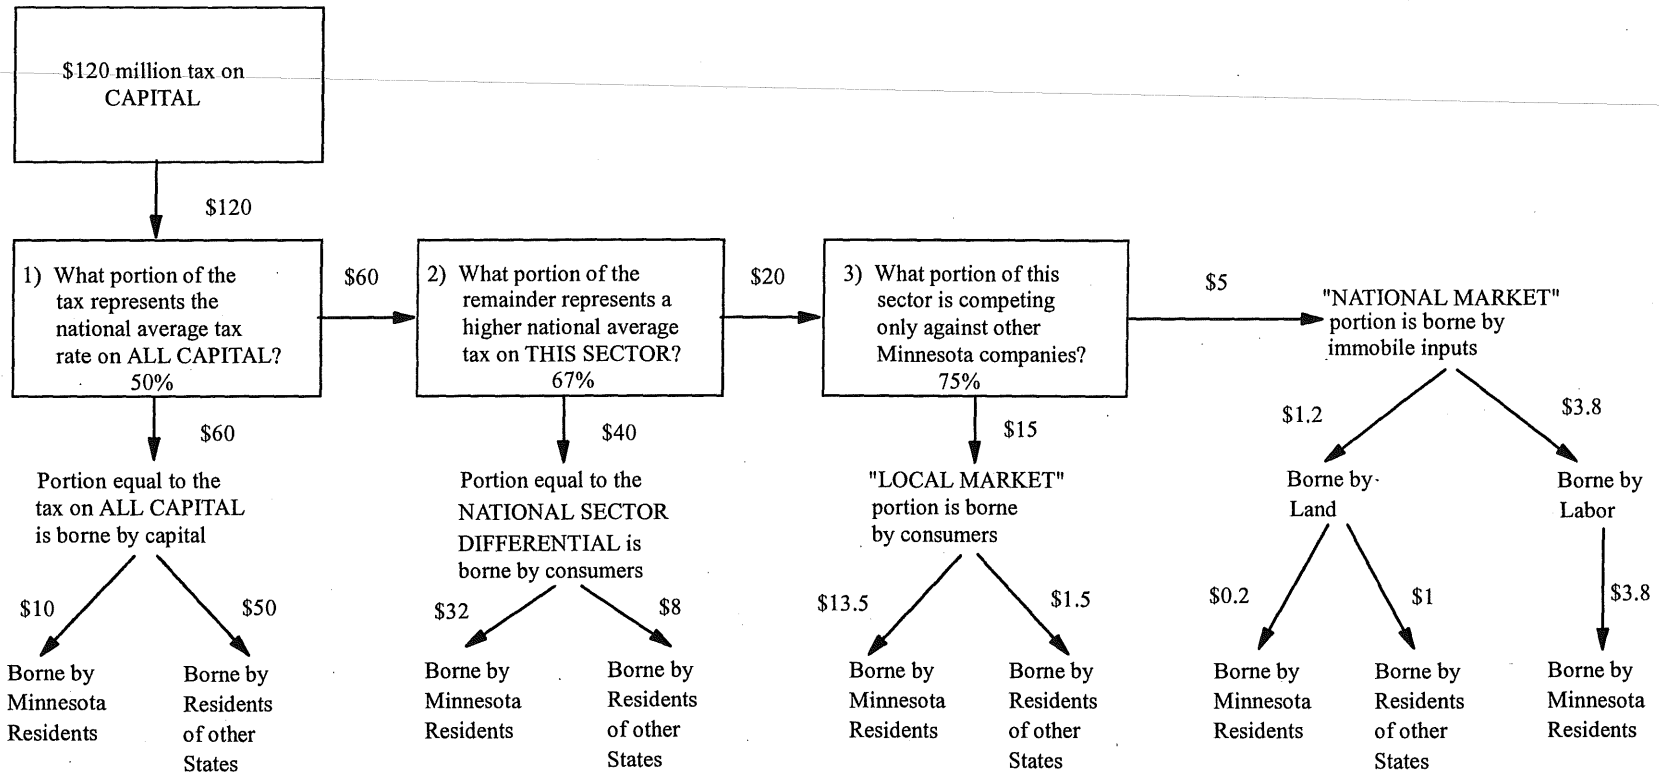 $120 million tax on
CAPITAL
$120
1) What portion of the
tax represents the
national average tax
rate on ALL CAPITAL?
50%
$60
2) What portion of the
remainder represents a
higher national average
tax on THIS SECTOR?
67%
$20
3) What portion of this
sector is competing
only against other
Minnesota companies?
75%
$5
"NATIONAL MARKET"
portion is borne by
immobile inputs
$60
Portion equal to the
tax on ALL CAPITAL
is borne by capital
$40
Portion equal to the
NATIONAL SECTOR
DIFFERENTIAL is
borne by consumers
$15
"LOCAL MARKET"
portion is borne
by consumers
$1.2
Borne by
Land
$3.8
Borne by
Labor
$10
Borne by
Minnesota
Residents
$50
Borne by
Residents
of other
States
$32
Borne by
Minnesota
Residents
$8
Borne by
Residents
of other
States
$13.5
Borne by
Minnesota
Residents
$1.5
Borne by
Residents
of other
States
$0.2
Borne by
Minnesota
Residents
$1
Borne by
Residents
of other
States
$3.8
Borne by
Minnesota
Residents